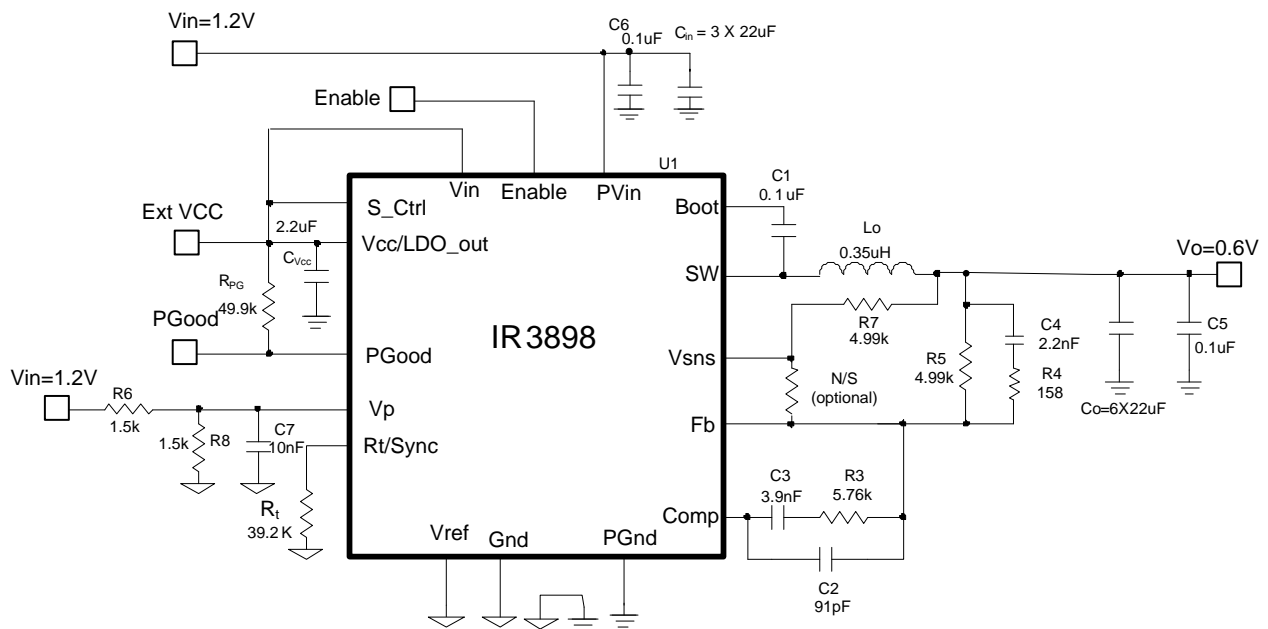 Vin=1.2V
C6
0.1uF
Cin = 3 X 22uF
Enable
U1
Vin
Enable
PVin
C1
0.1uF
S_Ctrl
Boot
Ext VCC
2.2uF
Vcc/LDO_out
Lo
0.35uH
Vo=0.6V
CVcc
SW
RPG
49.9k
R7
4.99k
C4
2.2nF
C5
0.1uF
PGood
IR3898
PGood
Vsns
R5
4.99k
R4
158
N/S
(optional)
Co=6X22uF
Vin=1.2V
R6
1.5k
Vp
Fb
1.5k
R8
C7
10nF
Rt/Sync
C3
3.9nF
R3
5.76k
Rt
39.2K
Comp
Vref
Gnd
PGnd
C2
91pF